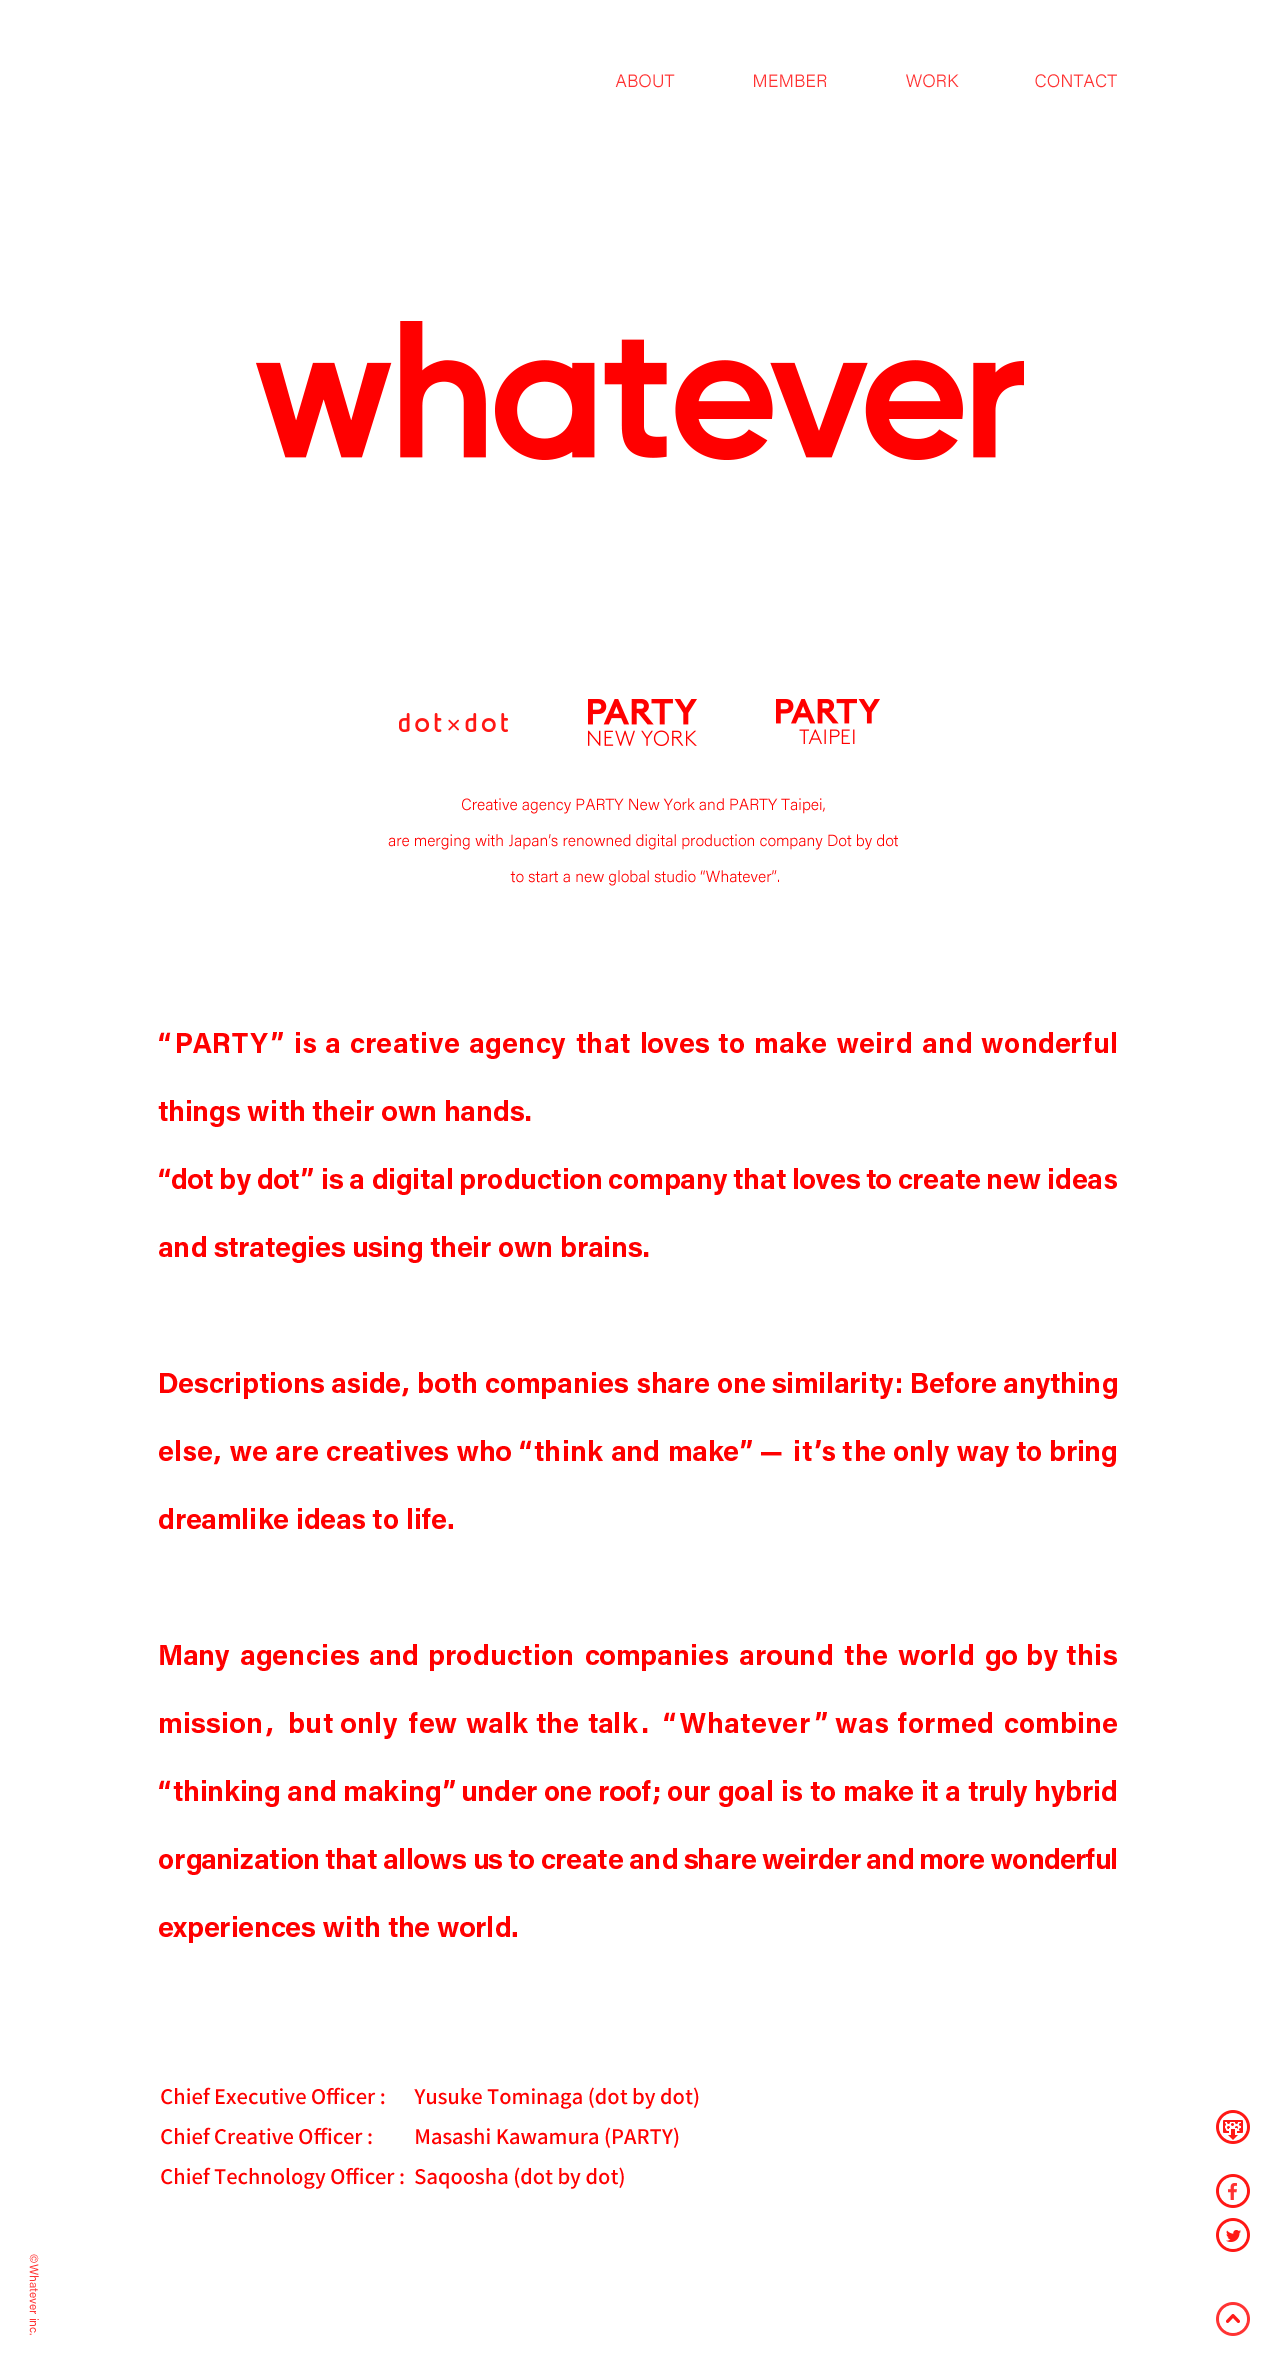 ABOUT MEMBER WORK CONTACT
whatever
dot×dot
PARTY
NEW YORK
PARTY
TAIPEI
Creative agency PARTY New York and PARTY Taipei,
are merging with Japan's renowned digital production company Dot by dot
to start a new global studio "Whatever".
“PARTY” is a creative agency that loves to make weird and wonderful
things with their own hands.
“dot by dot” is a digital production company that loves to create new ideas
and strategies using their own brains.
Descriptions aside, both companies share one similarity: Before anything
else, we are creatives who “think and make” — it’s the only way to bring
dreamlike ideas to life.
Many agencies and production companies around the world go by this
mission, but only few walk the talk. “Whatever” was formed combine
“thinking and making” under one roof; our goal is to make it a truly hybrid
organization that allows us to create and share weirder and more wonderful
experiences with the world.
Chief Executive Officer : Yusuke Tominaga (dot by dot)
Chief Creative Officer : Masashi Kawamura (PARTY)
Chief Technology Officer : Saqoosha (dot by dot)
©Whatever inc.